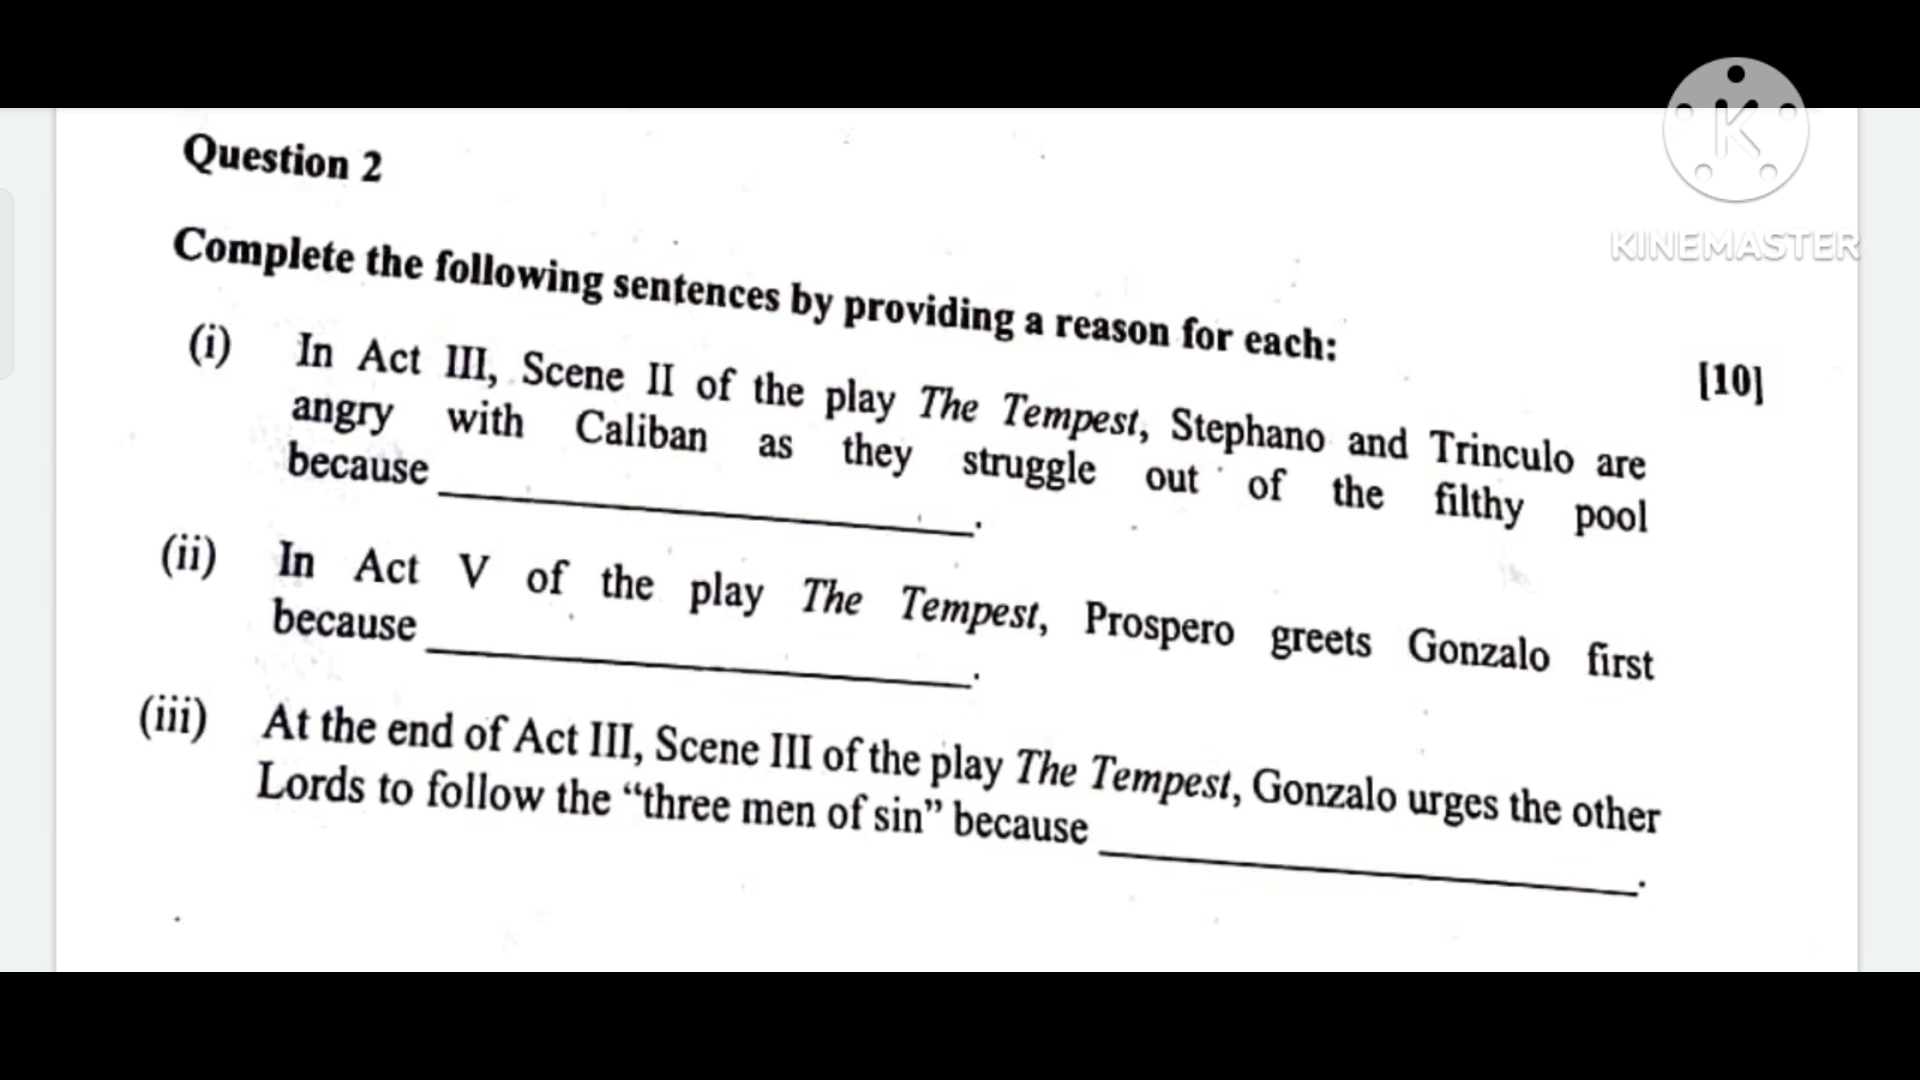 K
KINEMASTER
Question 2
Complete the following sentences by providing a reason for each:
[10]
(i) In Act III, Scene II of the play The Tempest, Stephano and Trinculo are
angry with Caliban as they struggle out of the filthy pool
because ____________________.
(ii) In Act V of the play The Tempest, Prospero greets Gonzalo first
because ____________________.
(iii) At the end of Act III, Scene III of the play The Tempest, Gonzalo urges the other
Lords to follow the “three men of sin” because ____________________.